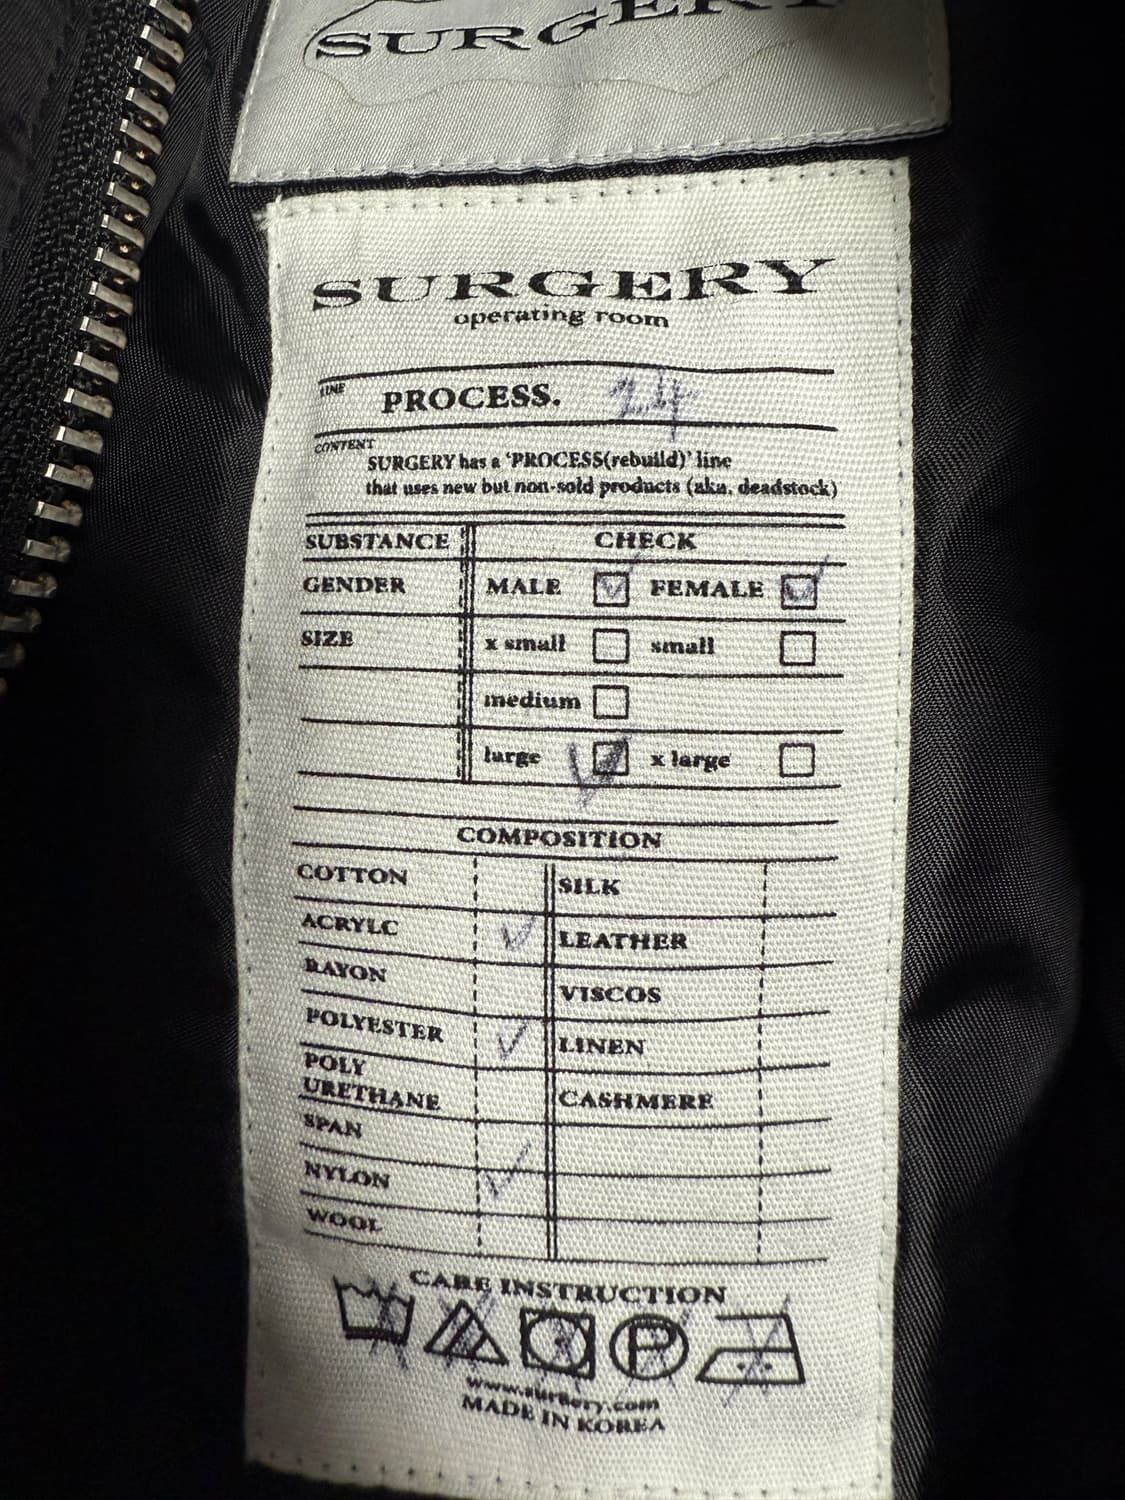 SURGERY
SURGERY
operating room
LINE PROCESS. 24
CONTENT
SURGERY has a 'PROCESS(rebuild)' line
that uses new but non-sold products (aka. deadstock)
SUBSTANCE CHECK
GENDER MALE FEMALE
SIZE x small small
medium
large x large
COMPOSITION
COTTON SILK
ACRYLC LEATHER
RAYON VISCOS
POLYESTER LINEN
POLY
URETHANE CASHMERE
SPAN
NYLON
WOOL
CARE INSTRUCTION
P
www.surgery.com
MADE IN KOREA